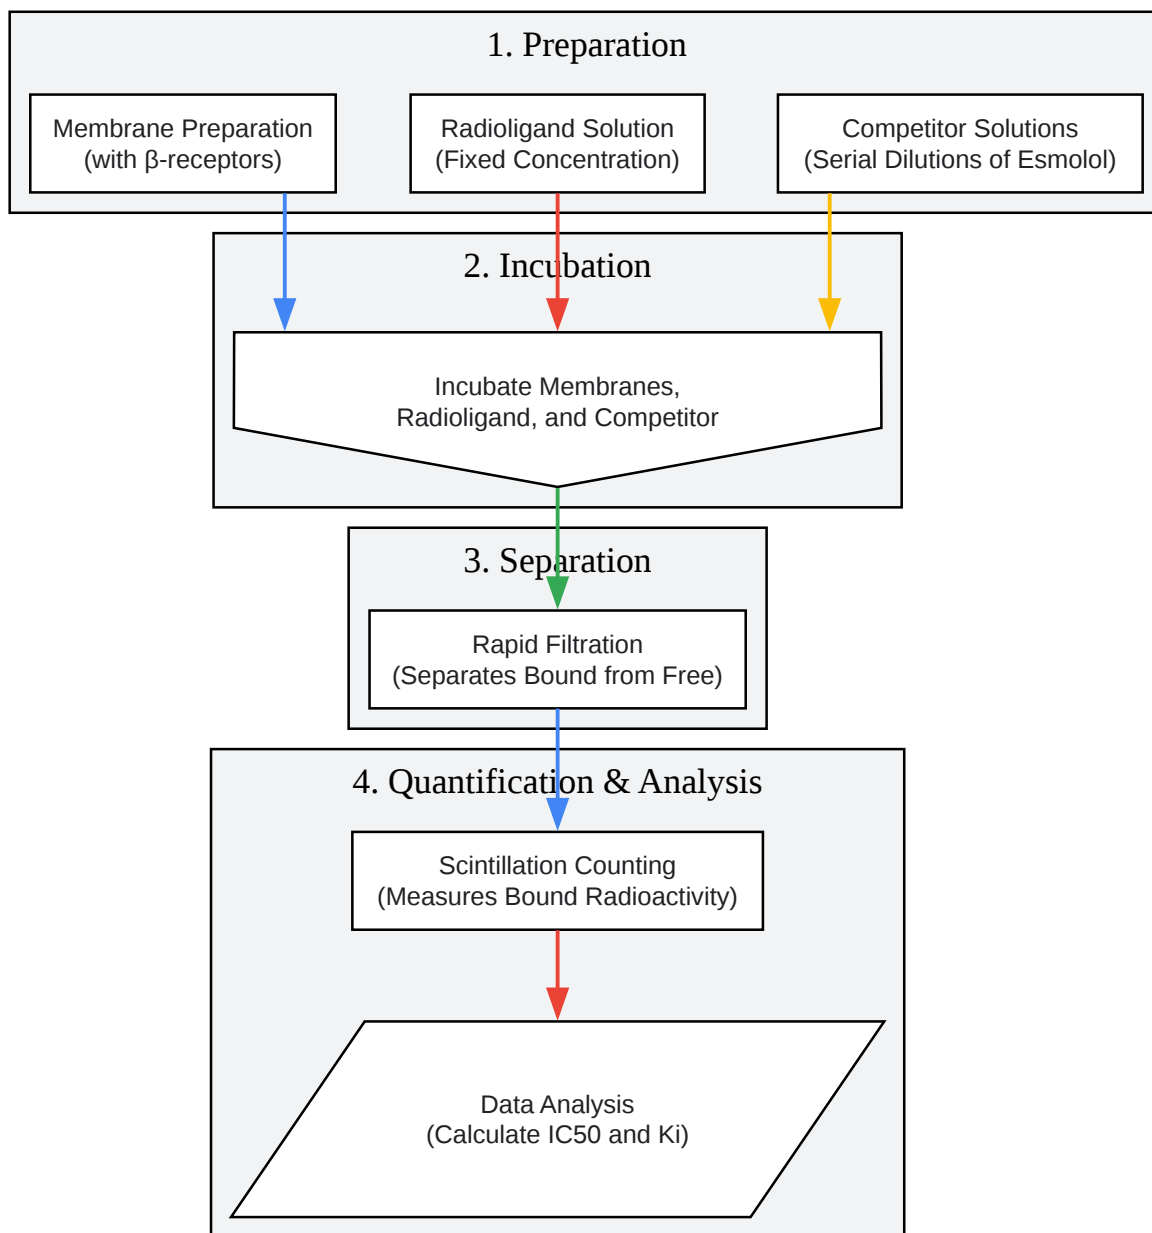 1. Preparation
Membrane Preparation
(with β-receptors)
Radioligand Solution
(Fixed Concentration)
Competitor Solutions
(Serial Dilutions of Esmolol)
2. Incubation
Incubate Membranes,
Radioligand, and Competitor
3. Separation
Rapid Filtration
(Separates Bound from Free)
4. Quantification & Analysis
Scintillation Counting
(Measures Bound Radioactivity)
Data Analysis
(Calculate IC50 and Ki)